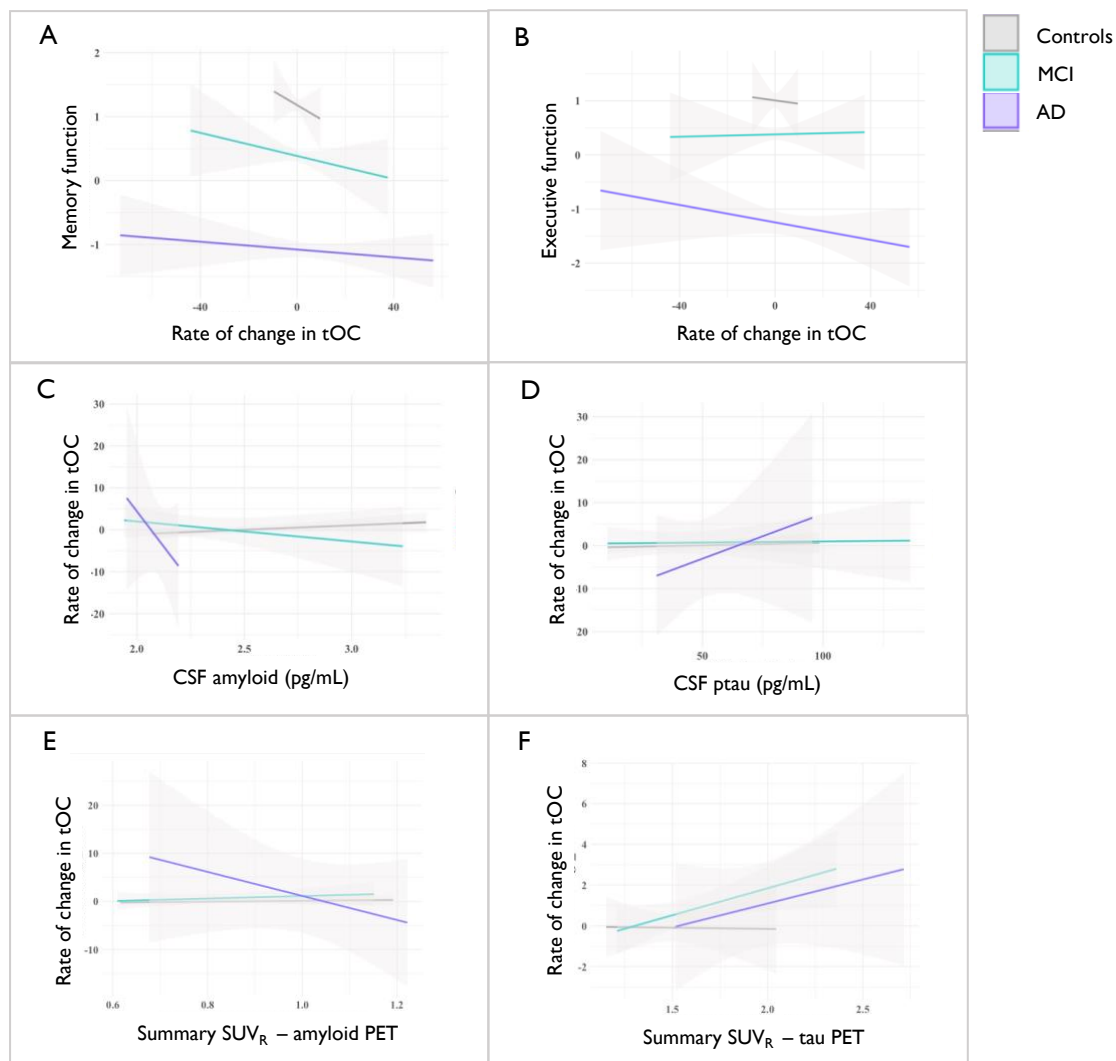 A
B
Controls
MCI
AD
2
1
0
-1
Memory function
-40 0 40
Rate of change in tOC
1
0
-1
-2
Executive function
-40 0 40
Rate of change in tOC
C
30
20
10
0
-10
-20
Rate of change in tOC
2.0 2.5 3.0
CSF amyloid (pg/mL)
D
30
20
10
0
10
20
Rate of change in tOC
50 100
CSF ptau (pg/mL)
E
20
10
0
-10
Rate of change in tOC
0.6 0.8 1.0 1.2
Summary SUVR – amyloid PET
F
8
6
4
2
0
-2
Rate of change in tOC
1.5 2.0 2.5
Summary SUVR – tau PET